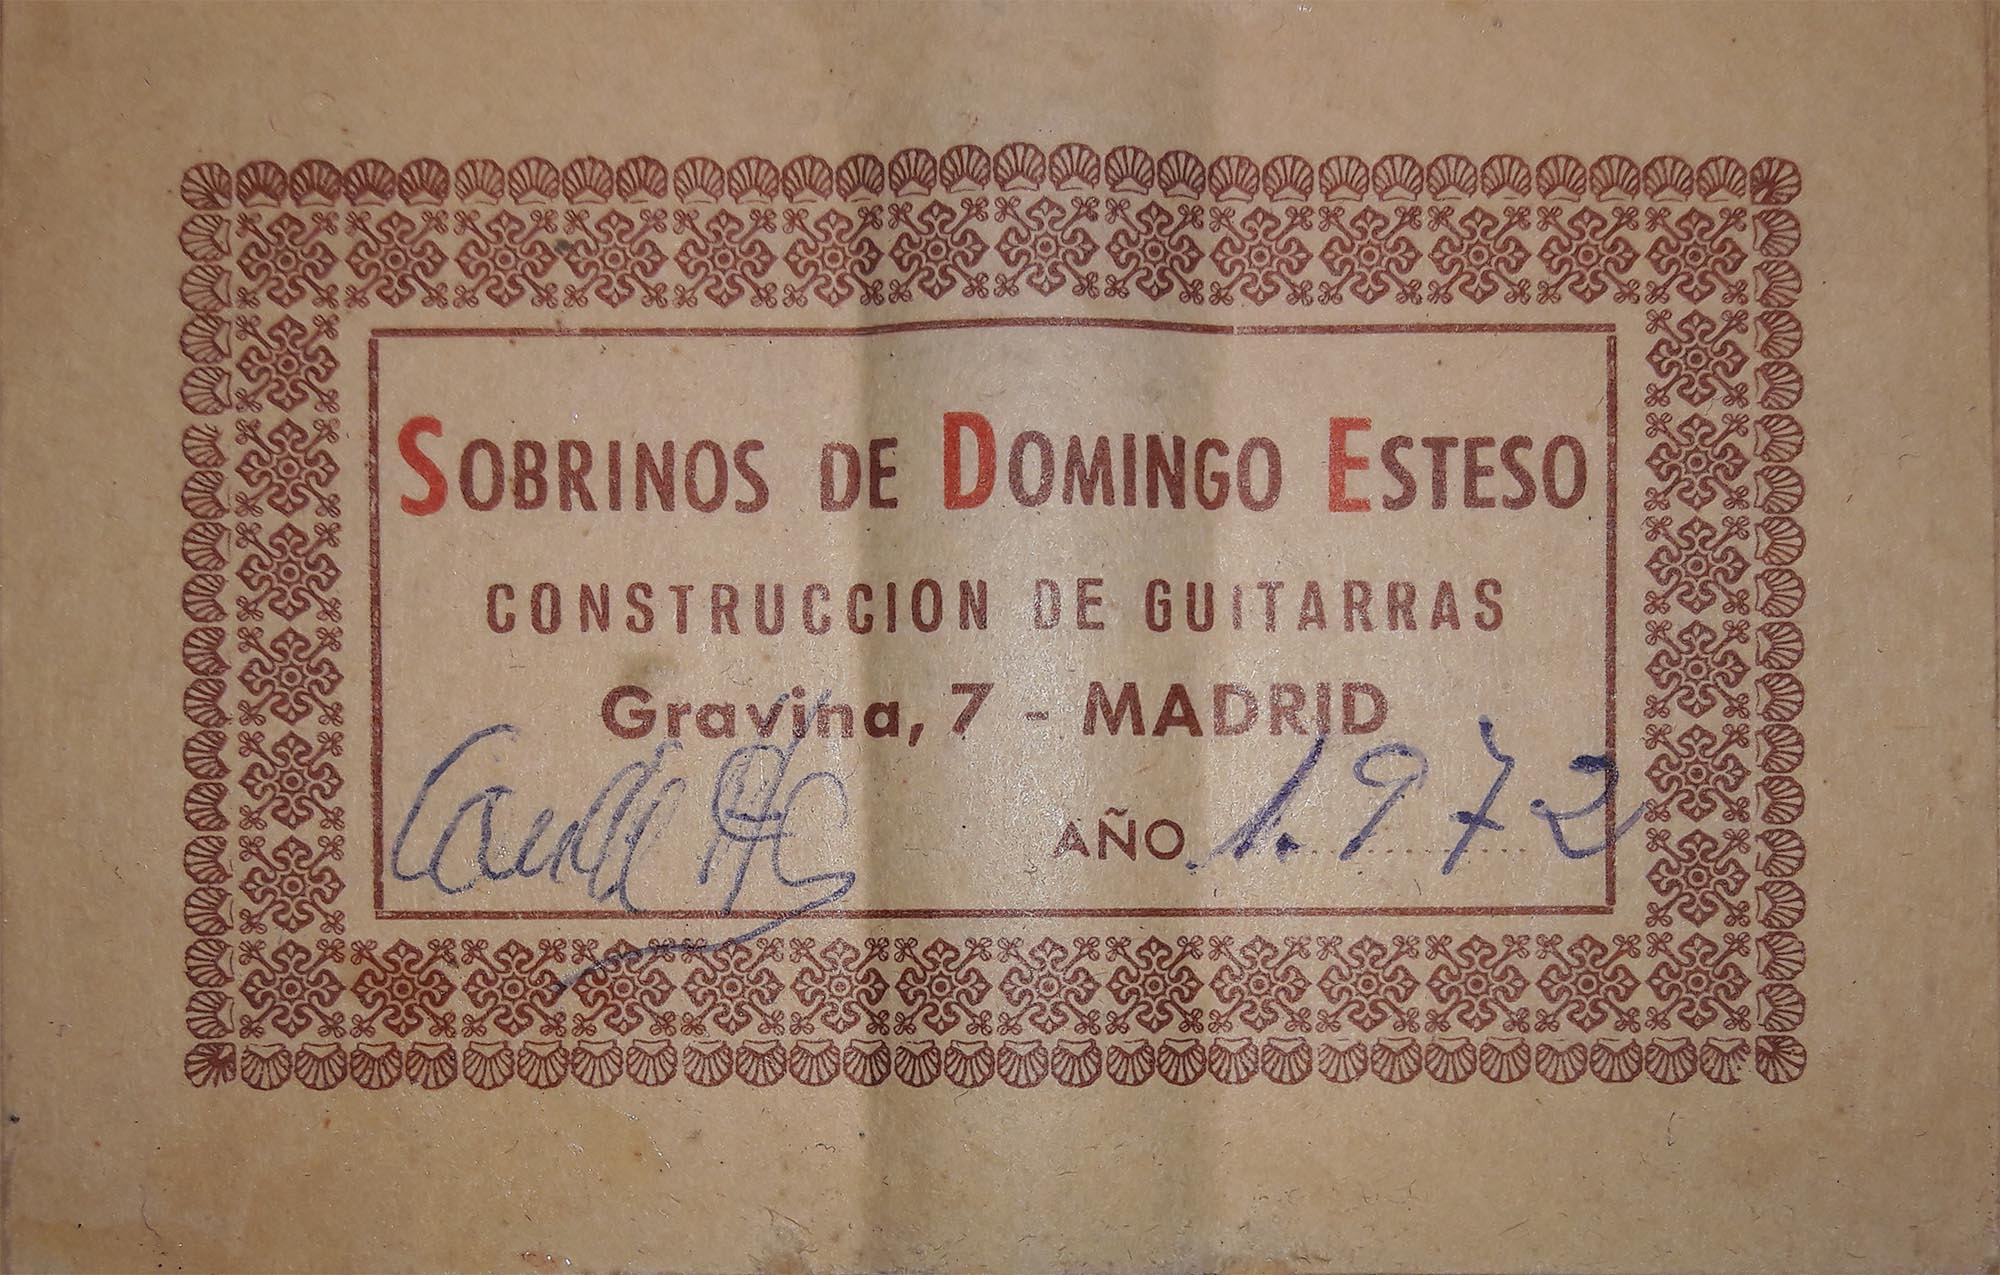 SOBRINOS DE DOMINGO ESTESO
CONSTRUCCION DE GUITARRAS
Gravina, 7 - MADRID
AÑO 1.972